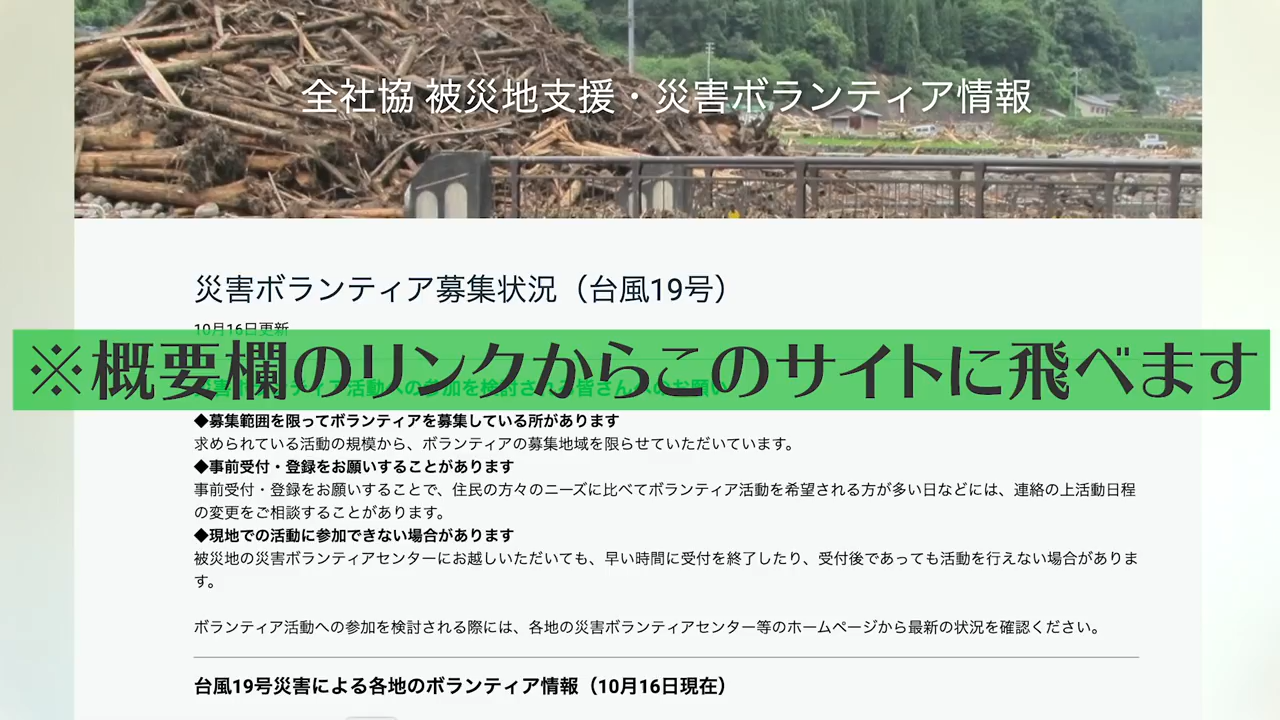 全社協 被災地支援・災害ボランティア情報
災害ボランティア募集状況（台風19号）
10月16日更新
※概要欄のリンクからこのサイトに飛べます
◆募集範囲を限ってボランティアを募集している所があります
求められている活動の規模から、ボランティアの募集地域を限らせていただいています。
◆事前受付・登録をお願いすることがあります
事前受付・登録をお願いすることで、住民の方々のニーズに比べてボランティア活動を希望される方が多い日などには、連絡の上活動日程
の変更をご相談することがあります。
◆現地での活動に参加できない場合があります
被災地の災害ボランティアセンターにお越しいただいても、早い時間に受付を終了したり、受付後であっても活動を行えない場合がありま
す。
ボランティア活動への参加を検討される際には、各地の災害ボランティアセンター等のホームページから最新の状況を確認ください。
台風19号災害による各地のボランティア情報（10月16日現在）